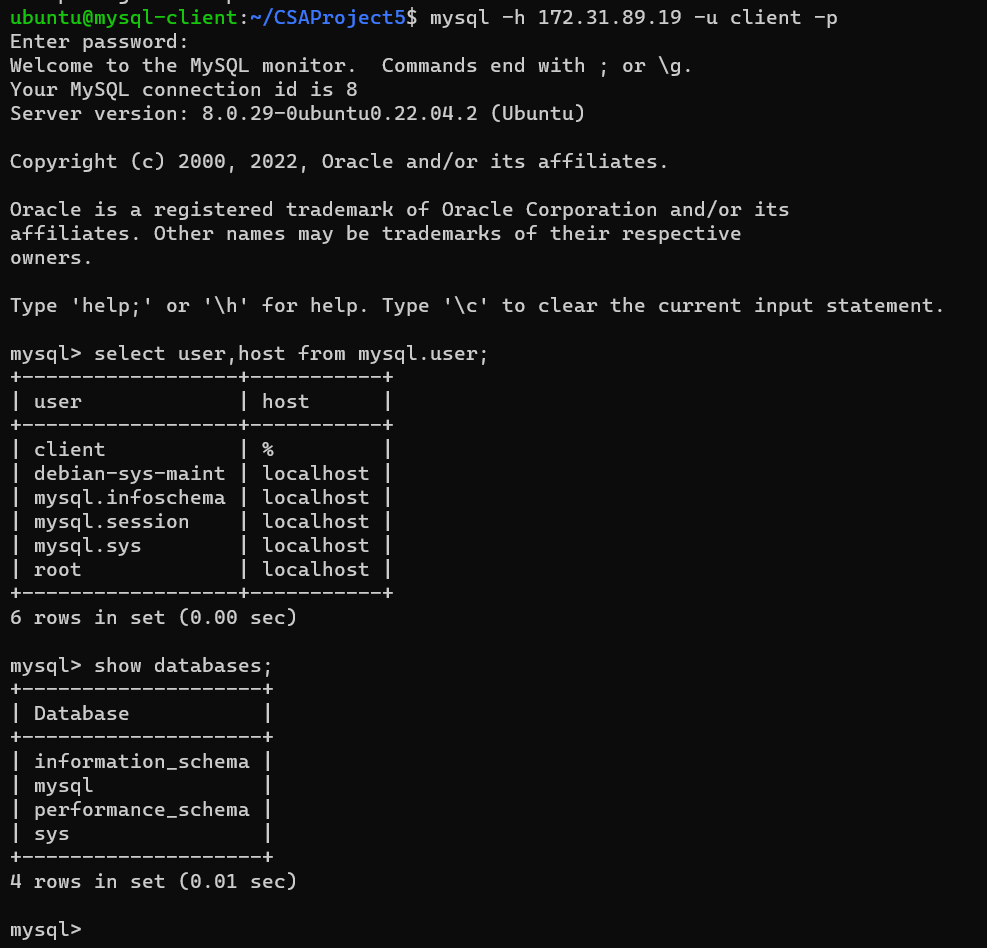 ubuntu@mysql-client:~/CSAProject5$ mysql -h 172.31.89.19 -u client -p
Enter password:
Welcome to the MySQL monitor.  Commands end with ; or \g.
Your MySQL connection id is 8
Server version: 8.0.29-0ubuntu0.22.04.2 (Ubuntu)

Copyright (c) 2000, 2022, Oracle and/or its affiliates.

Oracle is a registered trademark of Oracle Corporation and/or its
affiliates. Other names may be trademarks of their respective
owners.

Type 'help;' or '\h' for help. Type '\c' to clear the current input statement.

mysql> select user,host from mysql.user;
+------------------+-----------+
| user             | host      |
+------------------+-----------+
| client           | %         |
| debian-sys-maint | localhost |
| mysql.infoschema | localhost |
| mysql.session    | localhost |
| mysql.sys        | localhost |
| root             | localhost |
+------------------+-----------+
6 rows in set (0.00 sec)

mysql> show databases;
+--------------------+
| Database           |
+--------------------+
| information_schema |
| mysql              |
| performance_schema |
| sys                |
+--------------------+
4 rows in set (0.01 sec)

mysql>